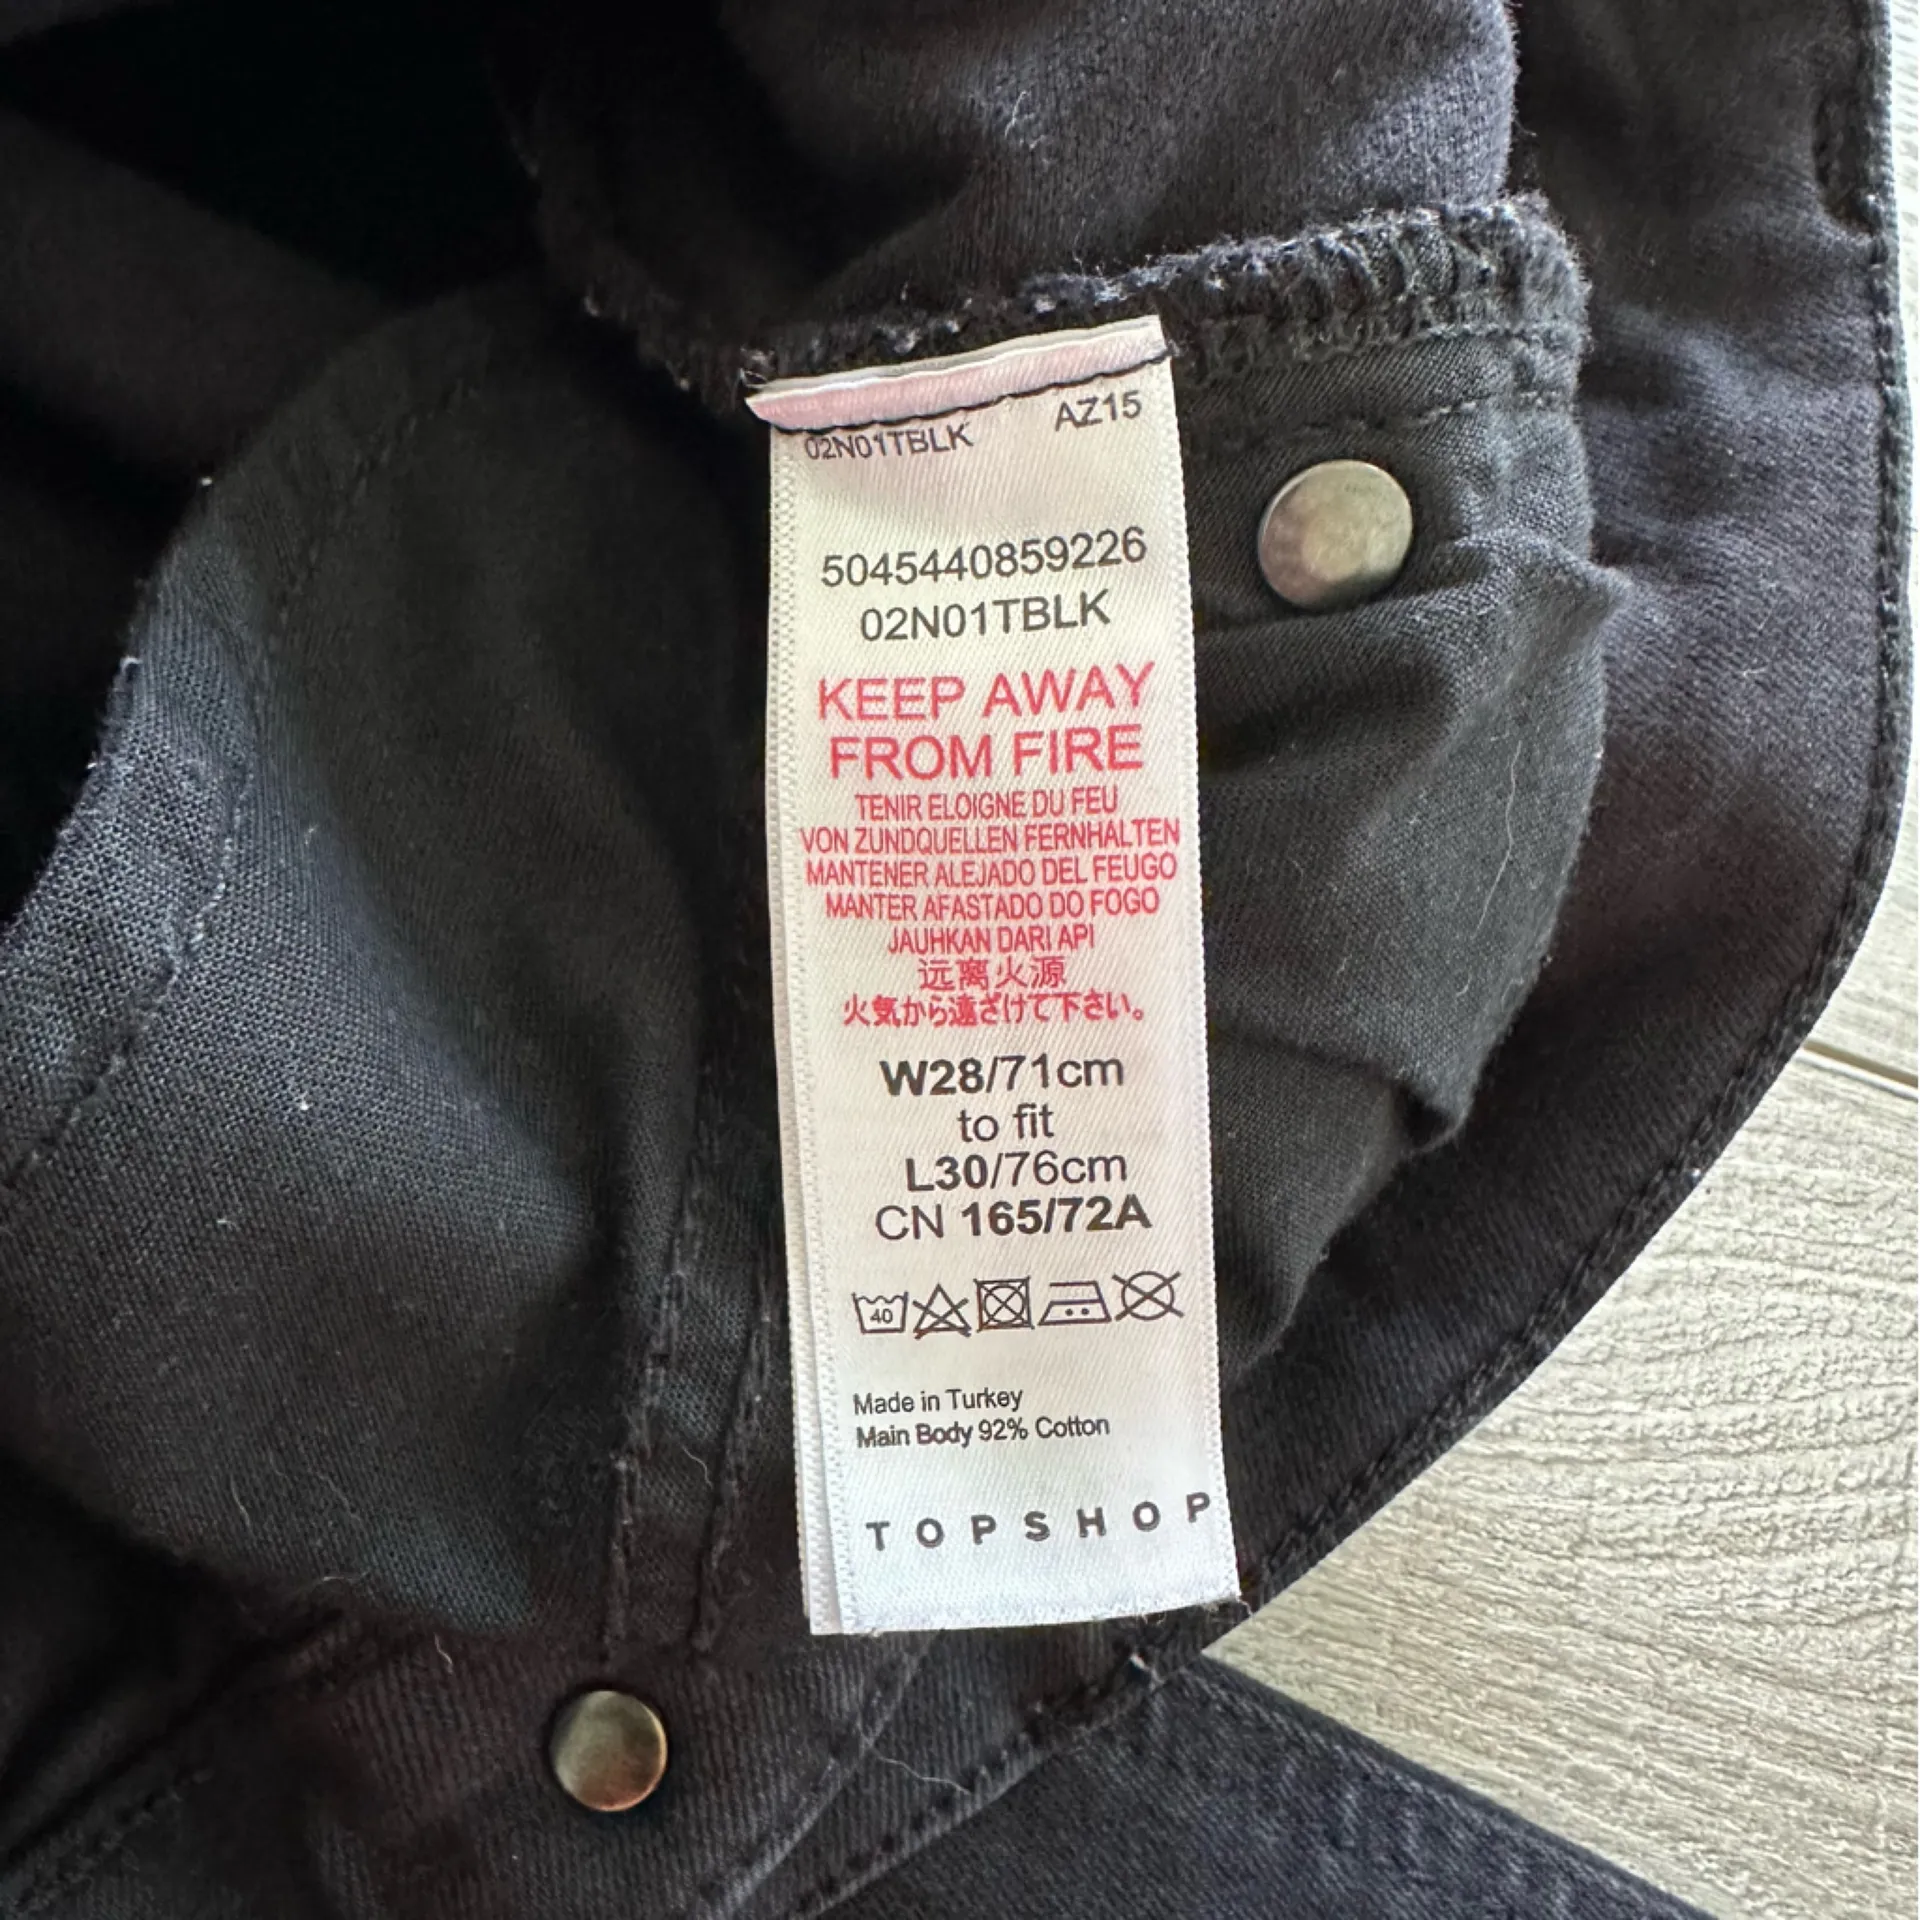 02N01TBLK AZ15
5045440859226
02N01TBLK
KEEP AWAY
FROM FIRE
TENIR ELOIGNE DU FEU
VON ZUNDQUELLEN FERNHALTEN
MANTENER ALEJADO DEL FEUGO
MANTER AFASTADO DO FOGO
JAUHKAN DARI API
远离火源
火気から遠ざけて下さい。
W28/71cm
to fit
L30/76cm
CN 165/72A
40
Made in Turkey
Main Body 92% Cotton
TOPSHOP